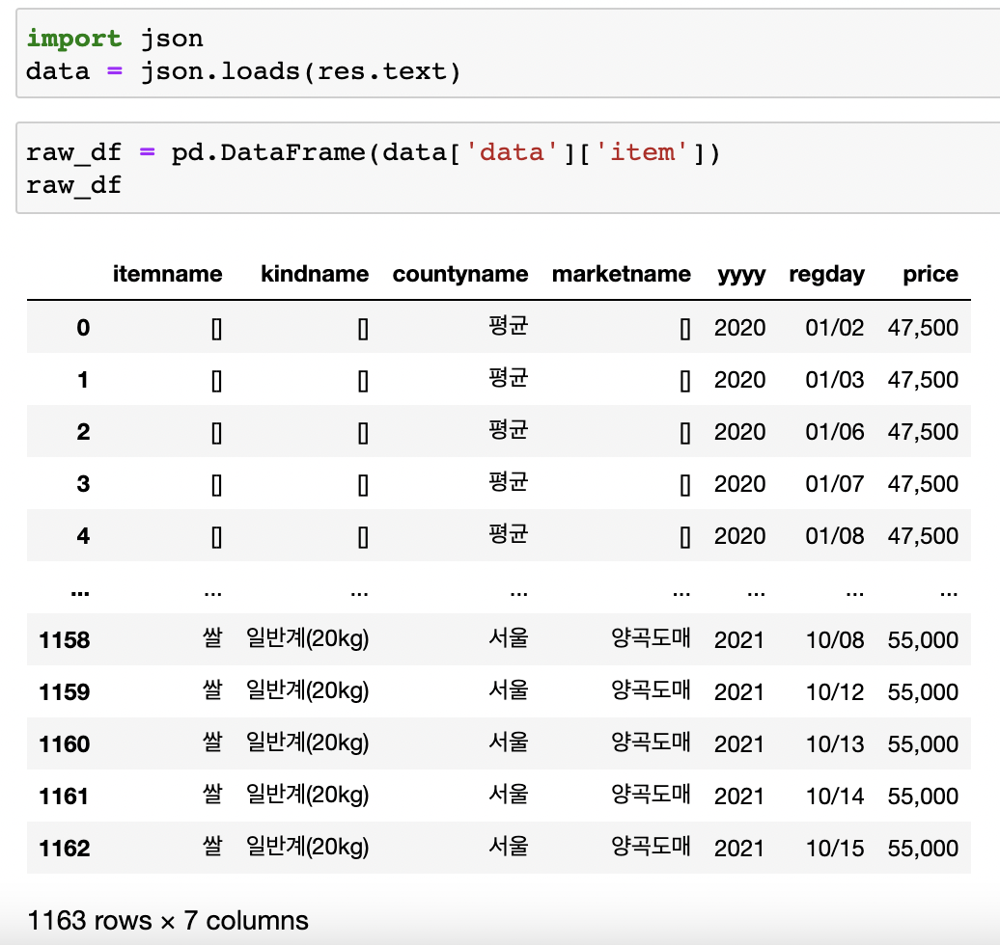 import json
data = json.loads(res.text)
raw_df = pd.DataFrame(data['data']['item'])
raw_df
itemname kindname countyname marketname yyyy regday price
0 [] [] 평균 [] 2020 01/02 47,500
1 [] [] 평균 [] 2020 01/03 47,500
2 [] [] 평균 [] 2020 01/06 47,500
3 [] [] 평균 [] 2020 01/07 47,500
4 [] [] 평균 [] 2020 01/08 47,500
... ... ... ... ... ... ... ...
1158 쌀 일반계(20kg) 서울 양곡도매 2021 10/08 55,000
1159 쌀 일반계(20kg) 서울 양곡도매 2021 10/12 55,000
1160 쌀 일반계(20kg) 서울 양곡도매 2021 10/13 55,000
1161 쌀 일반계(20kg) 서울 양곡도매 2021 10/14 55,000
1162 쌀 일반계(20kg) 서울 양곡도매 2021 10/15 55,000
1163 rows × 7 columns